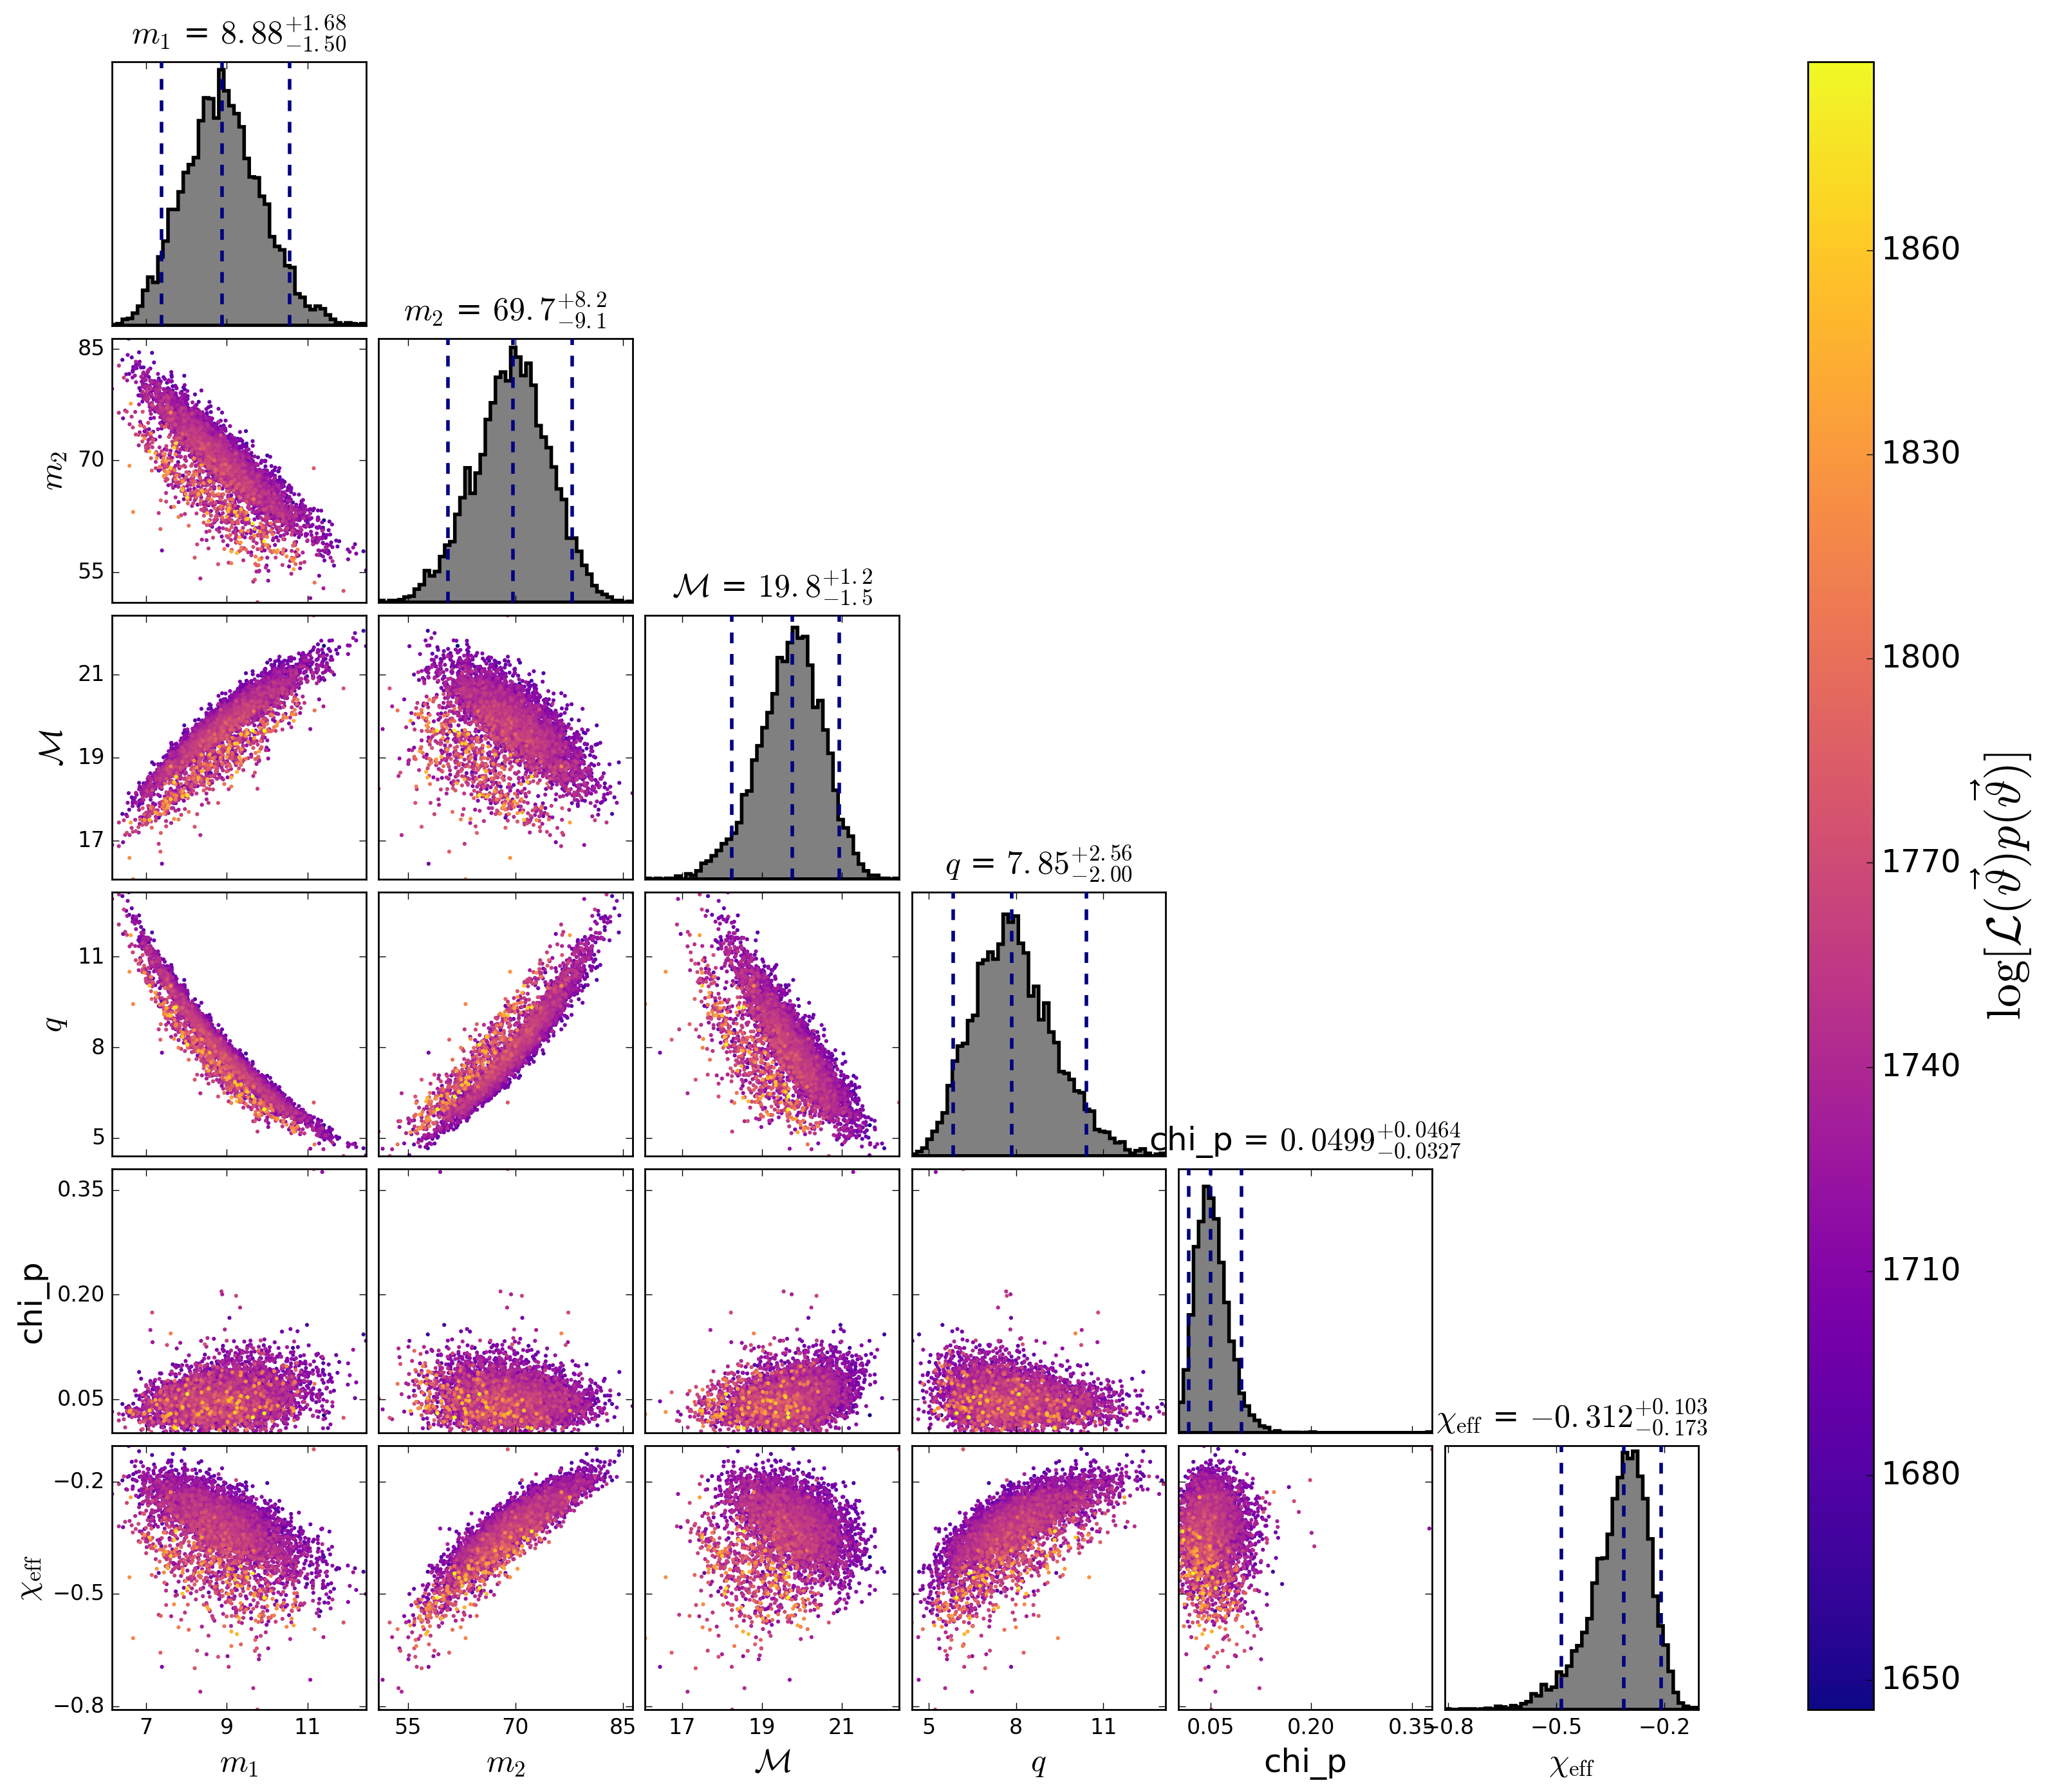 m₁ = 8.88 +1.68 −1.50
m₂ = 69.7 +8.2 −9.1
ℳ = 19.8 +1.2 −1.5
q = 7.85 +2.56 −2.00
chi_p = 0.0499 +0.0464 −0.0327
χeff = −0.312 +0.103 −0.173
85
70
55
m₂
21
19
17
ℳ
11
8
5
q
0.35
0.20
0.05
chi_p
−0.2
−0.5
−0.8
χeff
7 9 11
55 70 85
17 19 21
5 8 11
0.05 0.20 0.35
−0.8 −0.5 −0.2
m₁
m₂
ℳ
q
chi_p
χeff
1860
1830
1800
1770
1740
1710
1680
1650
log[ℒ(ϑ⃗)p(ϑ⃗)]